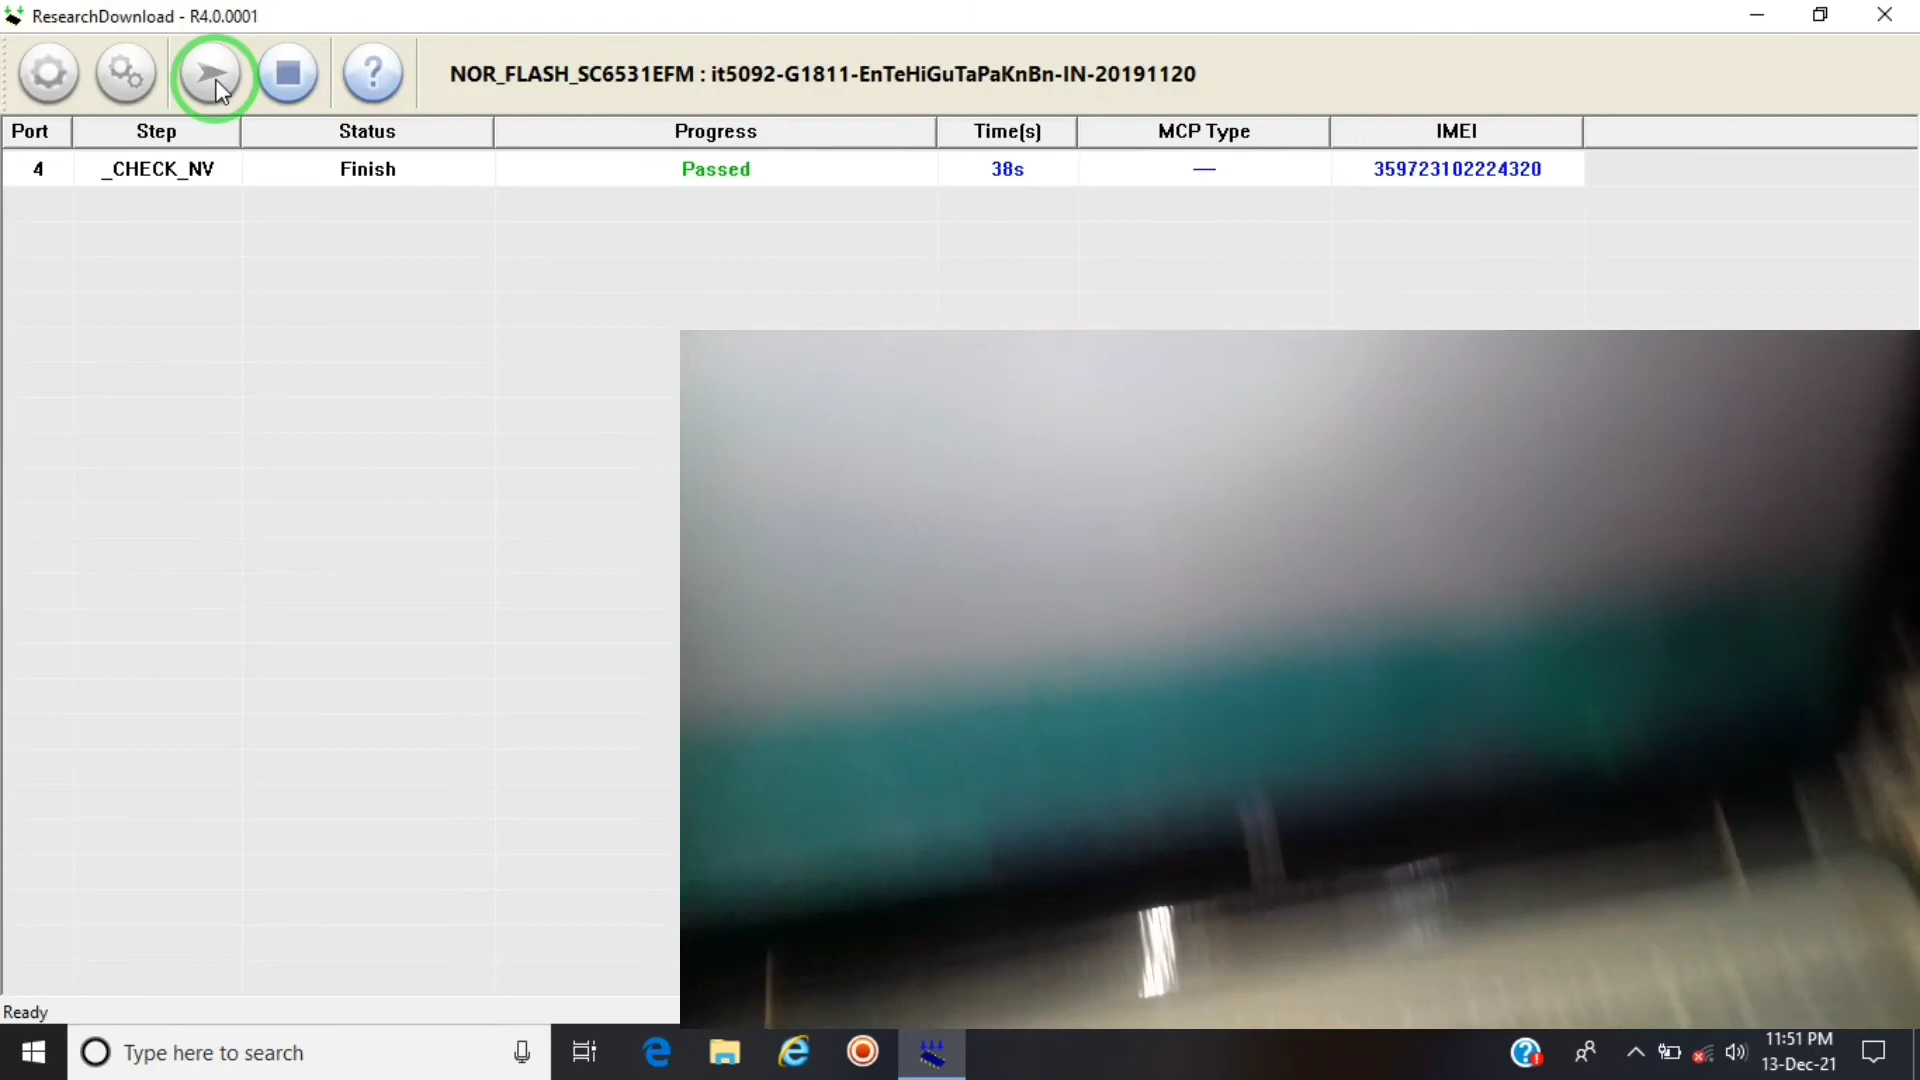 ResearchDownload - R4.0.0001
NOR_FLASH_SC6531EFM : it5092-G1811-EnTeHiGuTaPaKnBn-IN-20191120
Port Step Status Progress Time(s) MCP Type IMEI
4 _CHECK_NV Finish Passed 38s — 359723102224320
Ready
Type here to search
11:51 PM
13-Dec-21